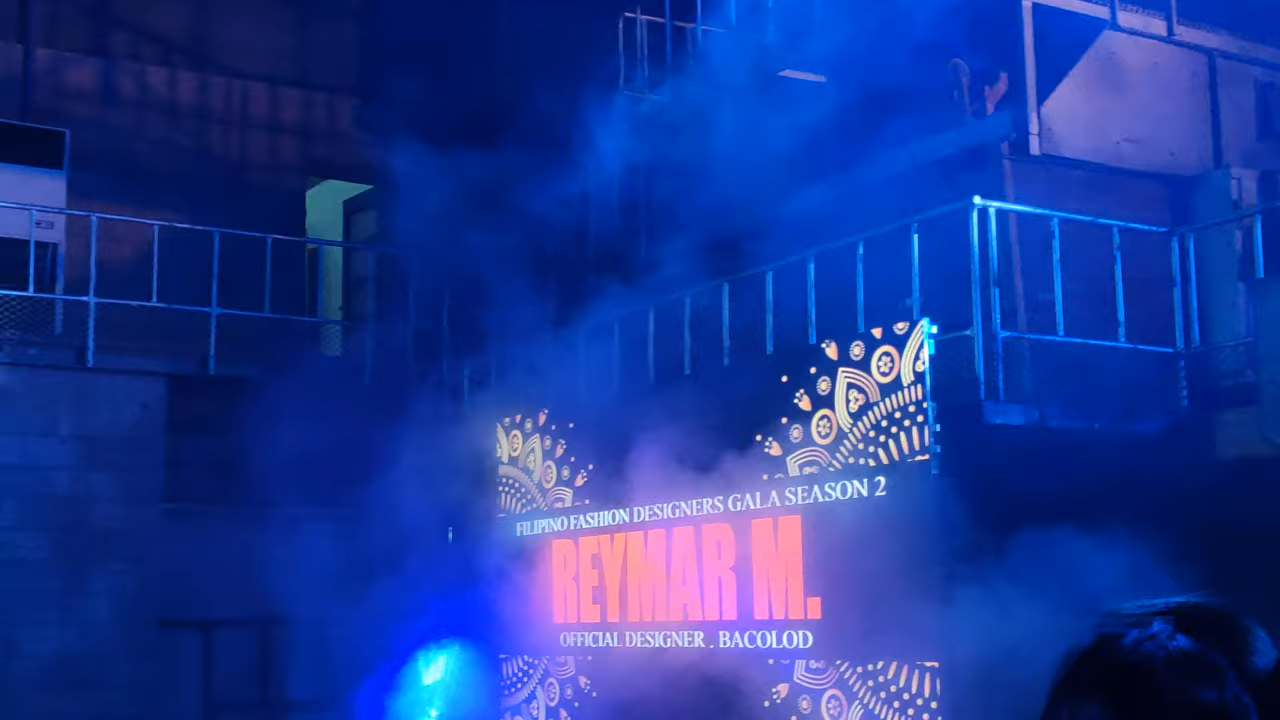 FILIPINO FASHION DESIGNERS GALA SEASON 2
REYMAR M.
OFFICIAL DESIGNER . BACOLOD